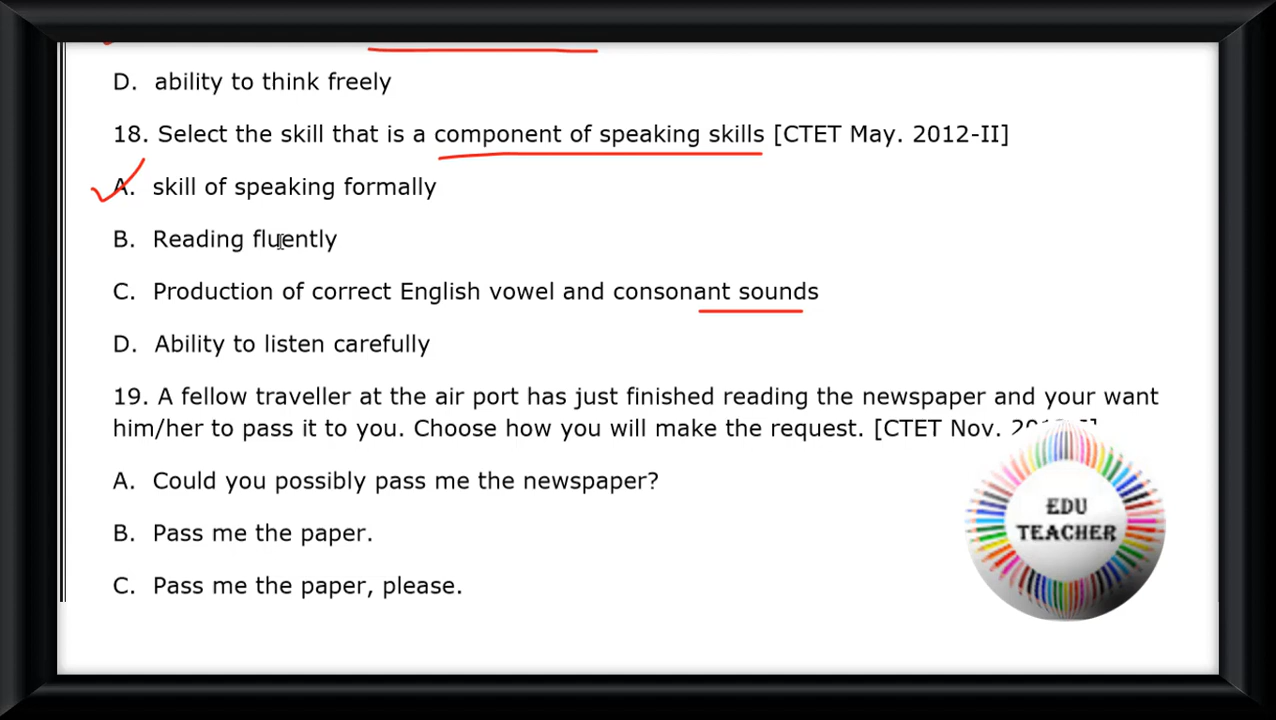 D. ability to think freely
18. Select the skill that is a component of speaking skills [CTET May. 2012-II]
A. skill of speaking formally
B. Reading fluently
C. Production of correct English vowel and consonant sounds
D. Ability to listen carefully
19. A fellow traveller at the air port has just finished reading the newspaper and your want
him/her to pass it to you. Choose how you will make the request. [CTET Nov.
A. Could you possibly pass me the newspaper?
B. Pass me the paper.
C. Pass me the paper, please.
EDU
TEACHER